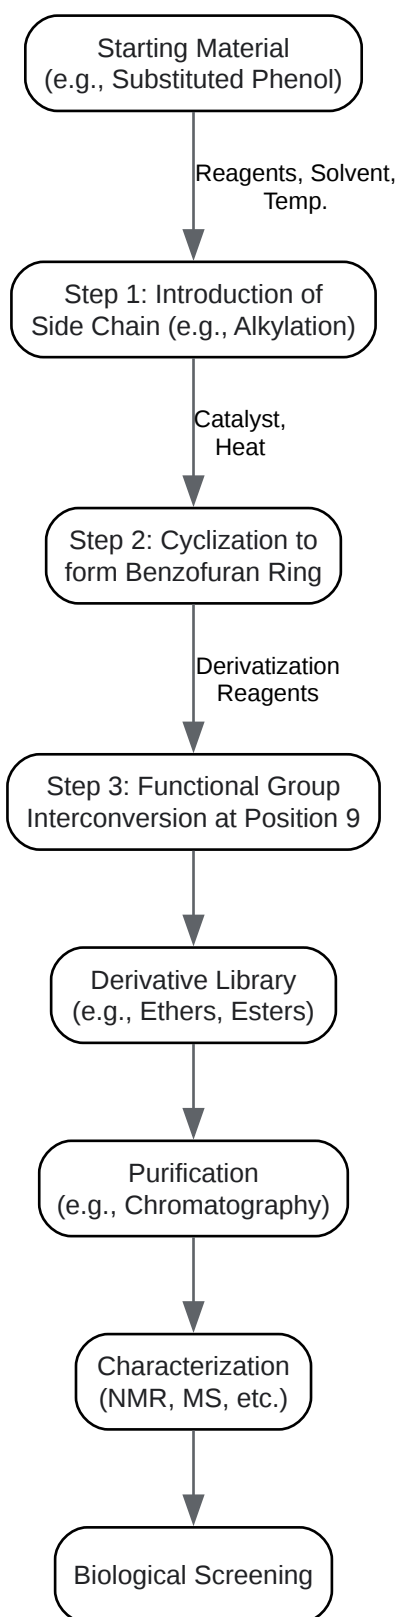 Starting Material
(e.g., Substituted Phenol)
Reagents, Solvent,
Temp.
Step 1: Introduction of
Side Chain (e.g., Alkylation)
Catalyst,
Heat
Step 2: Cyclization to
form Benzofuran Ring
Derivatization
Reagents
Step 3: Functional Group
Interconversion at Position 9
Derivative Library
(e.g., Ethers, Esters)
Purification
(e.g., Chromatography)
Characterization
(NMR, MS, etc.)
Biological Screening